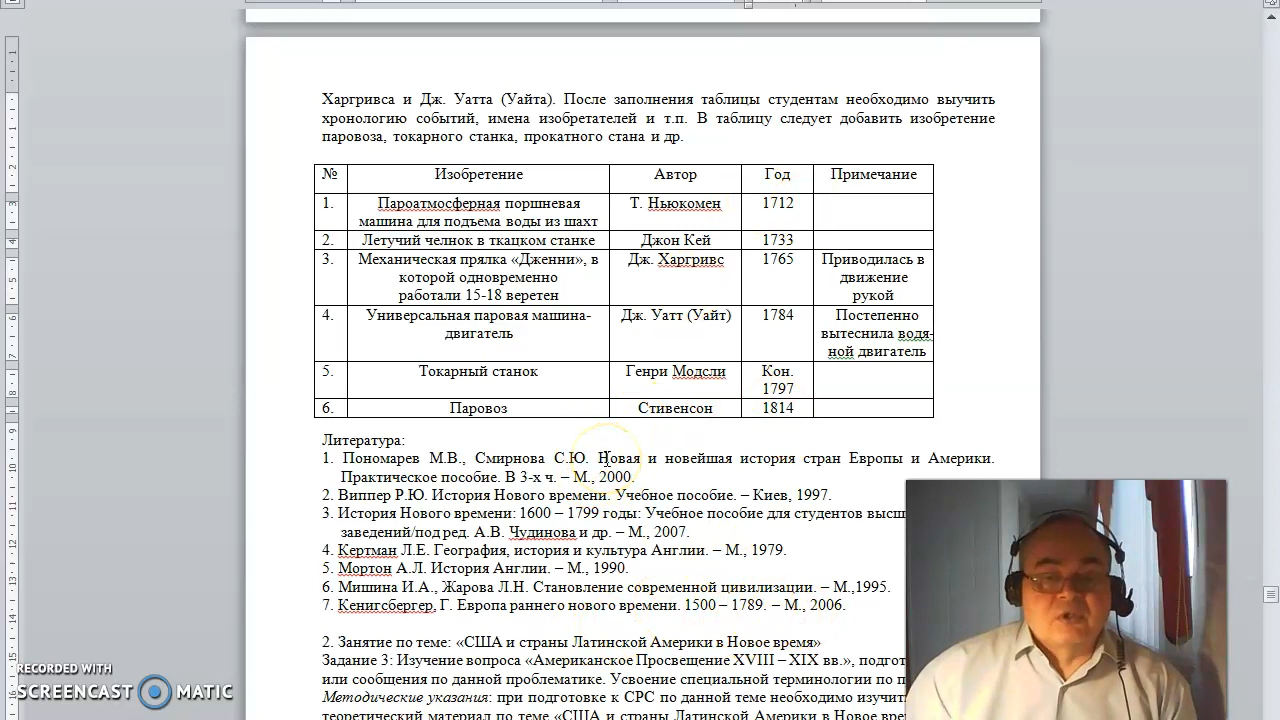 Харгривса и Дж. Уатта (Уайта). После заполнения таблицы студентам необходимо выучить
хронологию событий, имена изобретателей и т.п. В таблицу следует добавить изобретение
паровоза, токарного станка, прокатного стана и др.
№ Изобретение Автор Год Примечание
1. Пароатмосферная поршневая машина для подъема воды из шахт Т. Ньюкомен 1712
2. Летучий челнок в ткацком станке Джон Кей 1733
3. Механическая прялка «Дженни», в которой одновременно работали 15-18 веретен Дж. Харгривс 1765 Приводилась в движение рукой
4. Универсальная паровая машина-двигатель Дж. Уатт (Уайт) 1784 Постепенно вытеснила водя-ной двигатель
5. Токарный станок Генри Модсли Кон. 1797
6. Паровоз Стивенсон 1814
Литература:
1. Пономарев М.В., Смирнова С.Ю. Новая и новейшая история стран Европы и Америки.
Практическое пособие. В 3-х ч. – М., 2000.
2. Виппер Р.Ю. История Нового времени. Учебное пособие. – Киев, 1997.
3. История Нового времени: 1600 – 1799 годы: Учебное пособие для студентов высш
заведений/под ред. А.В. Чудинова и др. – М., 2007.
4. Кертман Л.Е. География, история и культура Англии. – М., 1979.
5. Мортон А.Л. История Англии. – М., 1990.
6. Мишина И.А., Жарова Л.Н. Становление современной цивилизации. – М.,1995.
7. Кенигсбергер, Г. Европа раннего нового времени. 1500 – 1789. – М., 2006.
2. Занятие по теме: «США и страны Латинской Америки в Новое время»
Задание 3: Изучение вопроса «Американское Просвещение XVIII – XIX вв.», подгот
или сообщения по данной проблематике. Усвоение специальной терминологии по п
Методические указания: при подготовке к СРС по данной теме необходимо изучит
теоретический материал по теме «США и страны Латинской Америки в Новое вре
RECORDED WITH
SCREENCAST MATIC